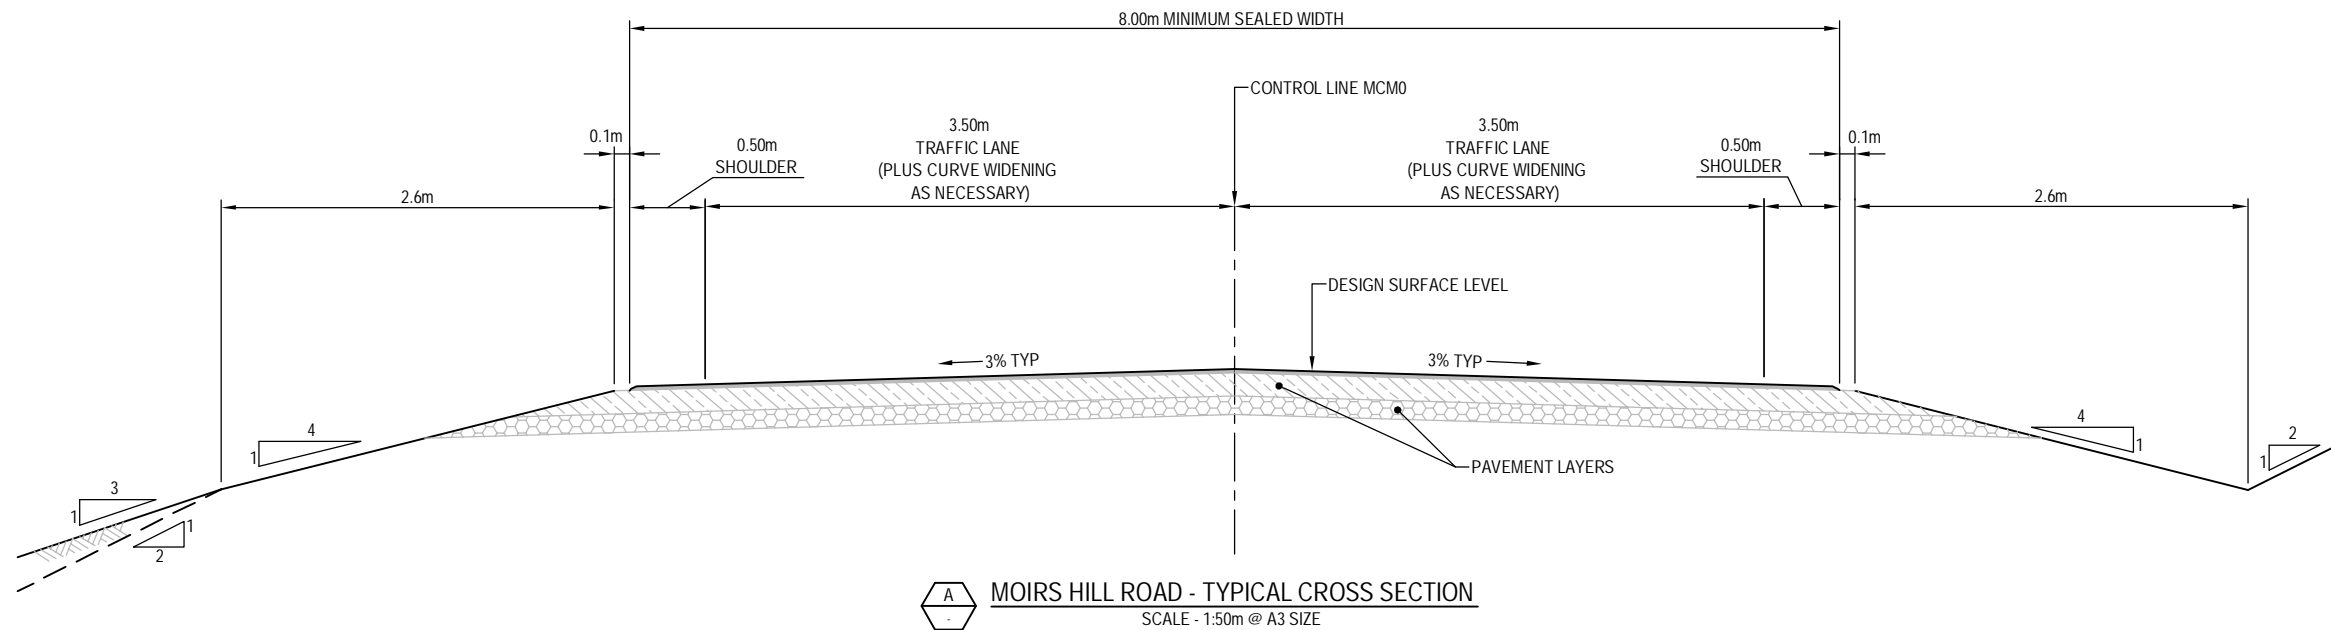 8.00m MINIMUM SEALED WIDTH
CONTROL LINE MCM0
0.1m
0.50m
SHOULDER
3.50m
TRAFFIC LANE
(PLUS CURVE WIDENING
AS NECESSARY)
3.50m
TRAFFIC LANE
(PLUS CURVE WIDENING
AS NECESSARY)
0.50m
SHOULDER
0.1m
2.6m
2.6m
DESIGN SURFACE LEVEL
3% TYP
3% TYP
4
1
4
1
2
1
PAVEMENT LAYERS
3
1
1
2
A
-
MOIRS HILL ROAD - TYPICAL CROSS SECTION
SCALE - 1:50m @ A3 SIZE